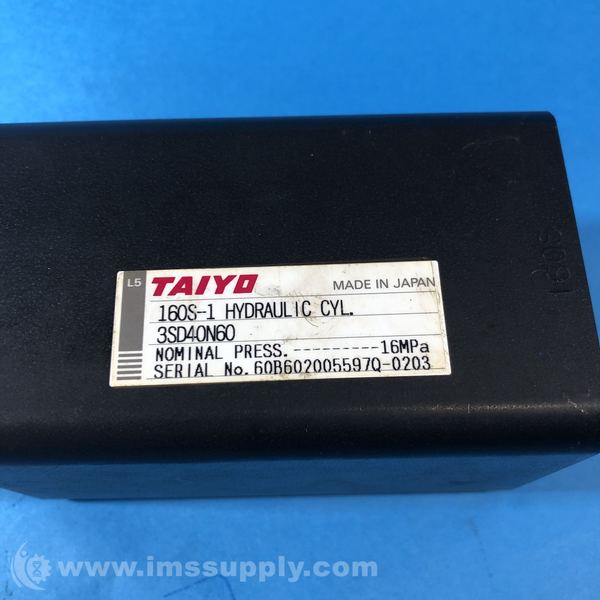 160S
L5 TAIYO MADE IN JAPAN
160S-1 HYDRAULIC CYL.
3SD40N60
NOMINAL PRESS.---------16MPa
SERIAL No. 60B602005597Q-0203
www.imssupply.com